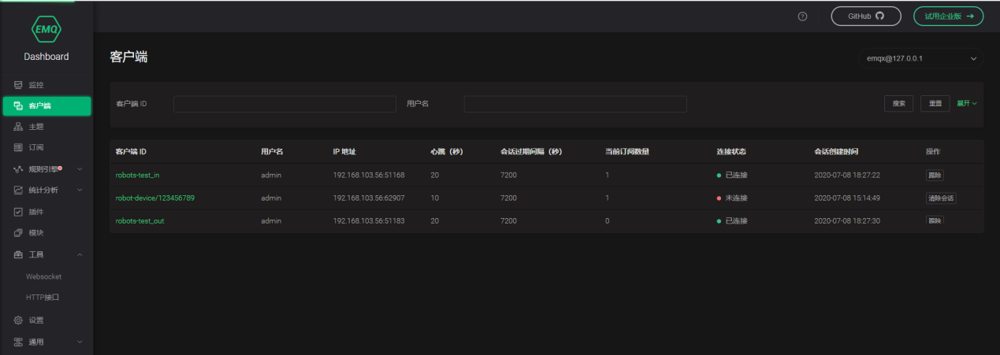 EMQ
Dashboard
监控
客户端
主题
订阅
规则引擎
统计分析
插件
模块
工具
Websocket
HTTP接口
设置
通用
GitHub
试用企业版 →
客户端
emqx@127.0.0.1
客户端 ID 用户名 搜索 重置 展开
客户端 ID 用户名 IP 地址 心跳（秒） 会话过期间隔（秒） 当前订阅数量 连接状态 会话创建时间 操作
robots-test_in admin 192.168.103.56:51168 20 7200 1 已连接 2020-07-08 18:27:22 踢除
robot-device/123456789 admin 192.168.103.56:62907 10 7200 1 未连接 2020-07-08 15:14:49 清除会话
robots-test_out admin 192.168.103.56:51183 20 7200 0 已连接 2020-07-08 18:27:30 踢除